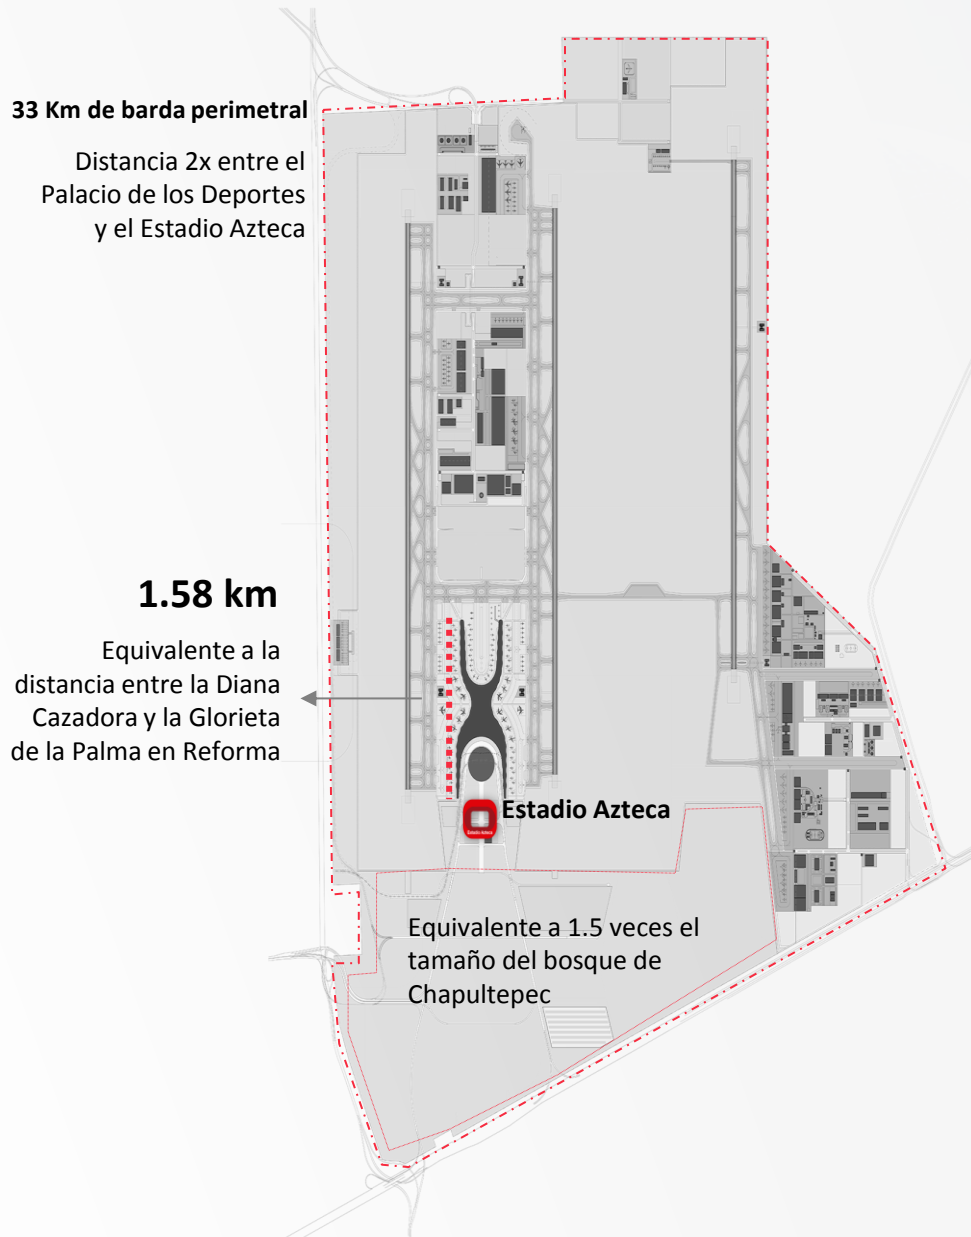 33 Km de barda perimetral
Distancia 2x entre el
Palacio de los Deportes
y el Estadio Azteca
1.58 km
Equivalente a la
distancia entre la Diana
Cazadora y la Glorieta
de la Palma en Reforma
Estadio Azteca
Estadio Azteca
Equivalente a 1.5 veces el
tamaño del bosque de
Chapultepec